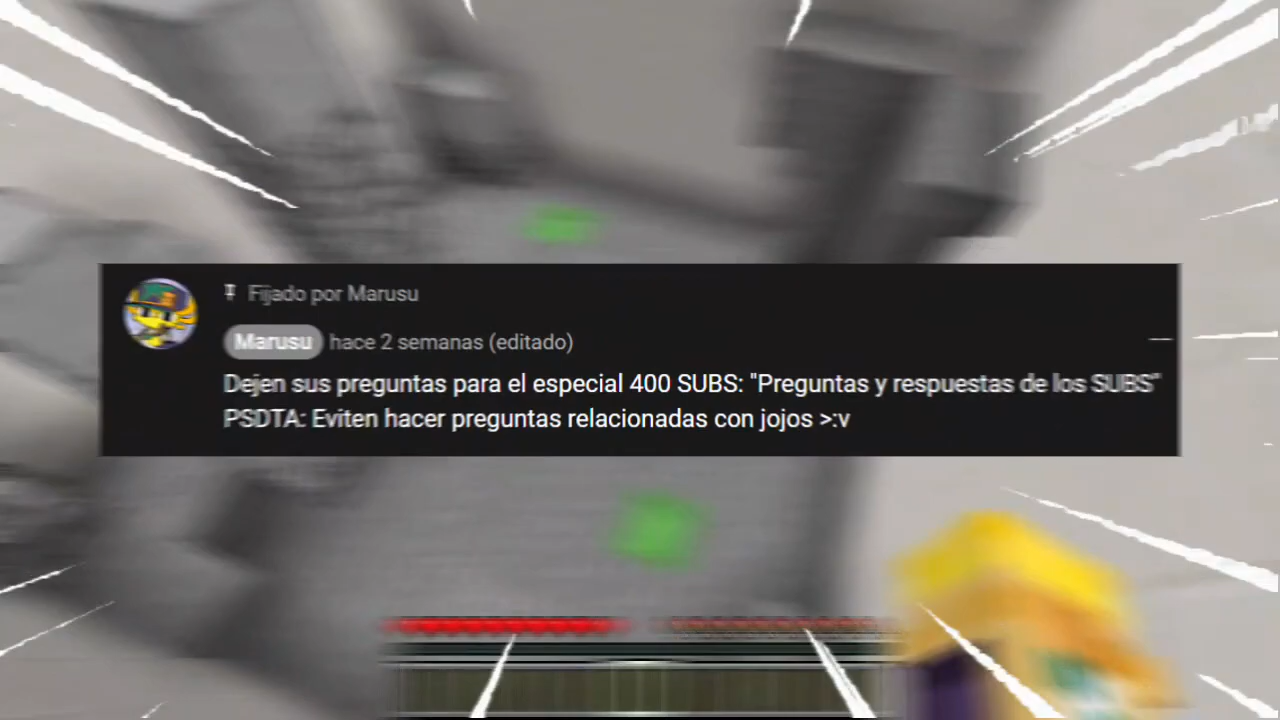 Fijado por Marusu
Marusu hace 2 semanas (editado)
Dejen sus preguntas para el especial 400 SUBS: "Preguntas y respuestas de los SUBS"
PSDTA: Eviten hacer preguntas relacionadas con jojos >:v